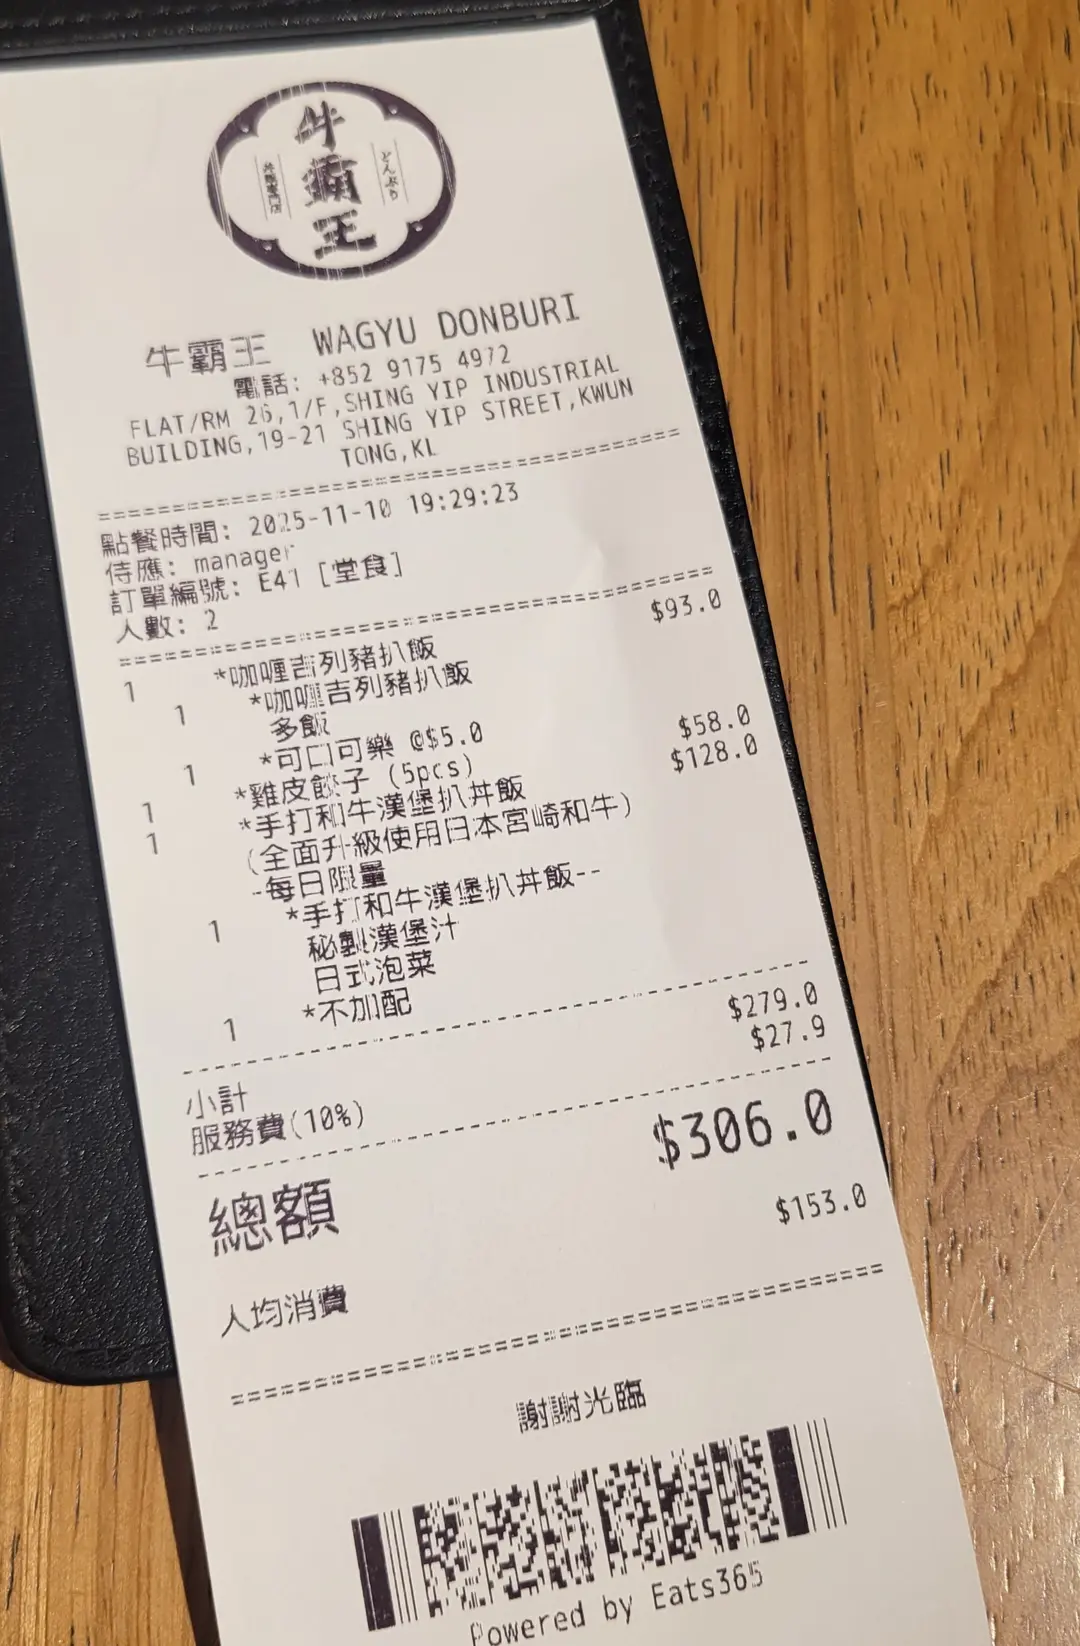 牛霸王
丼飯專門店
どんぶり
牛霸王 WAGYU DONBURI
電話: +852 9175 4972
FLAT/RM 26,1/F,SHING YIP INDUSTRIAL
BUILDING,19-21 SHING YIP STREET,KWUN
TONG,KL
點餐時間: 2025-11-10 19:29:23
侍應: manager
訂單編號: E41 [堂食]
人數: 2
1 *咖喱吉列豬扒飯 $93.0
1 *咖喱吉列豬扒飯
多飯
1 *可口可樂 @$5.0
1 *雞皮餃子 (5pcs) $58.0
1 *手打和牛漢堡扒丼飯 $128.0
(全面升級使用日本宮崎和牛)
-每日限量
1 *手打和牛漢堡扒丼飯--
秘製漢堡汁
日式泡菜
1 *不加配
小計 $279.0
服務費(10%) $27.9
總額 $306.0
人均消費 $153.0
謝謝光臨
Powered by Eats365